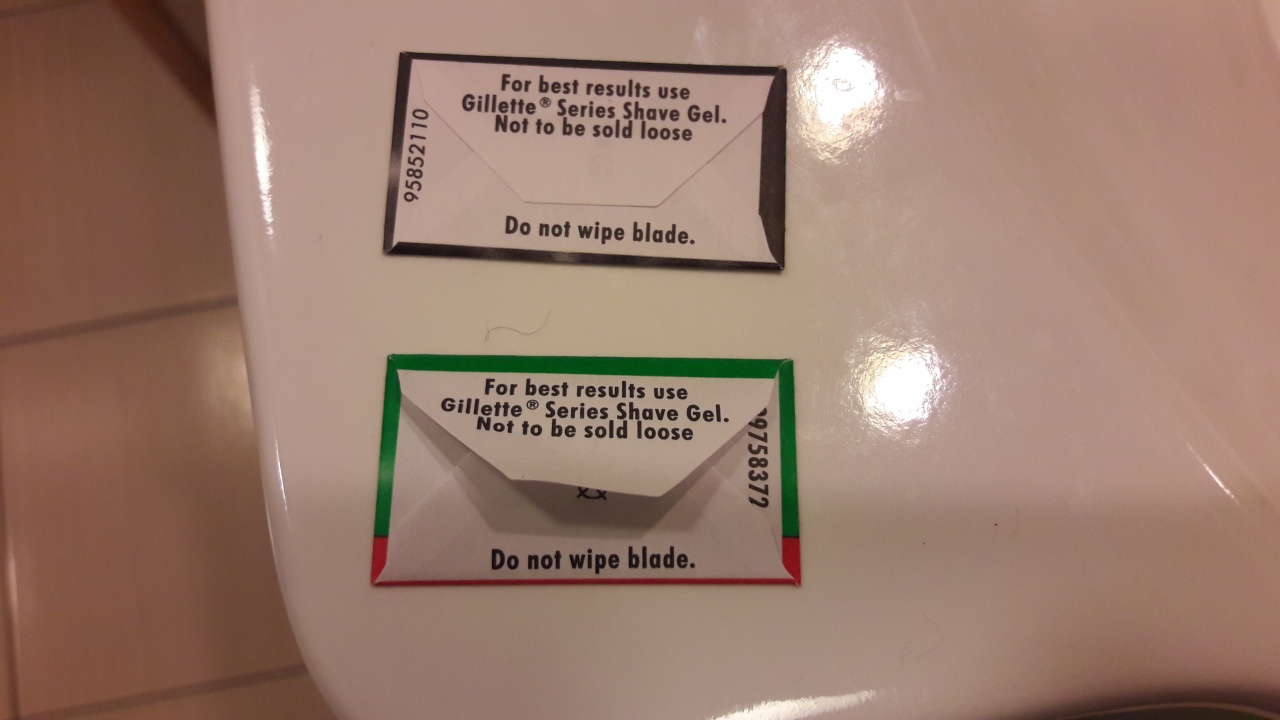 For best results use
Gillette® Series Shave Gel.
Not to be sold loose
95852110
Do not wipe blade.
For best results use
Gillette® Series Shave Gel.
Not to be sold loose
Do not wipe blade.